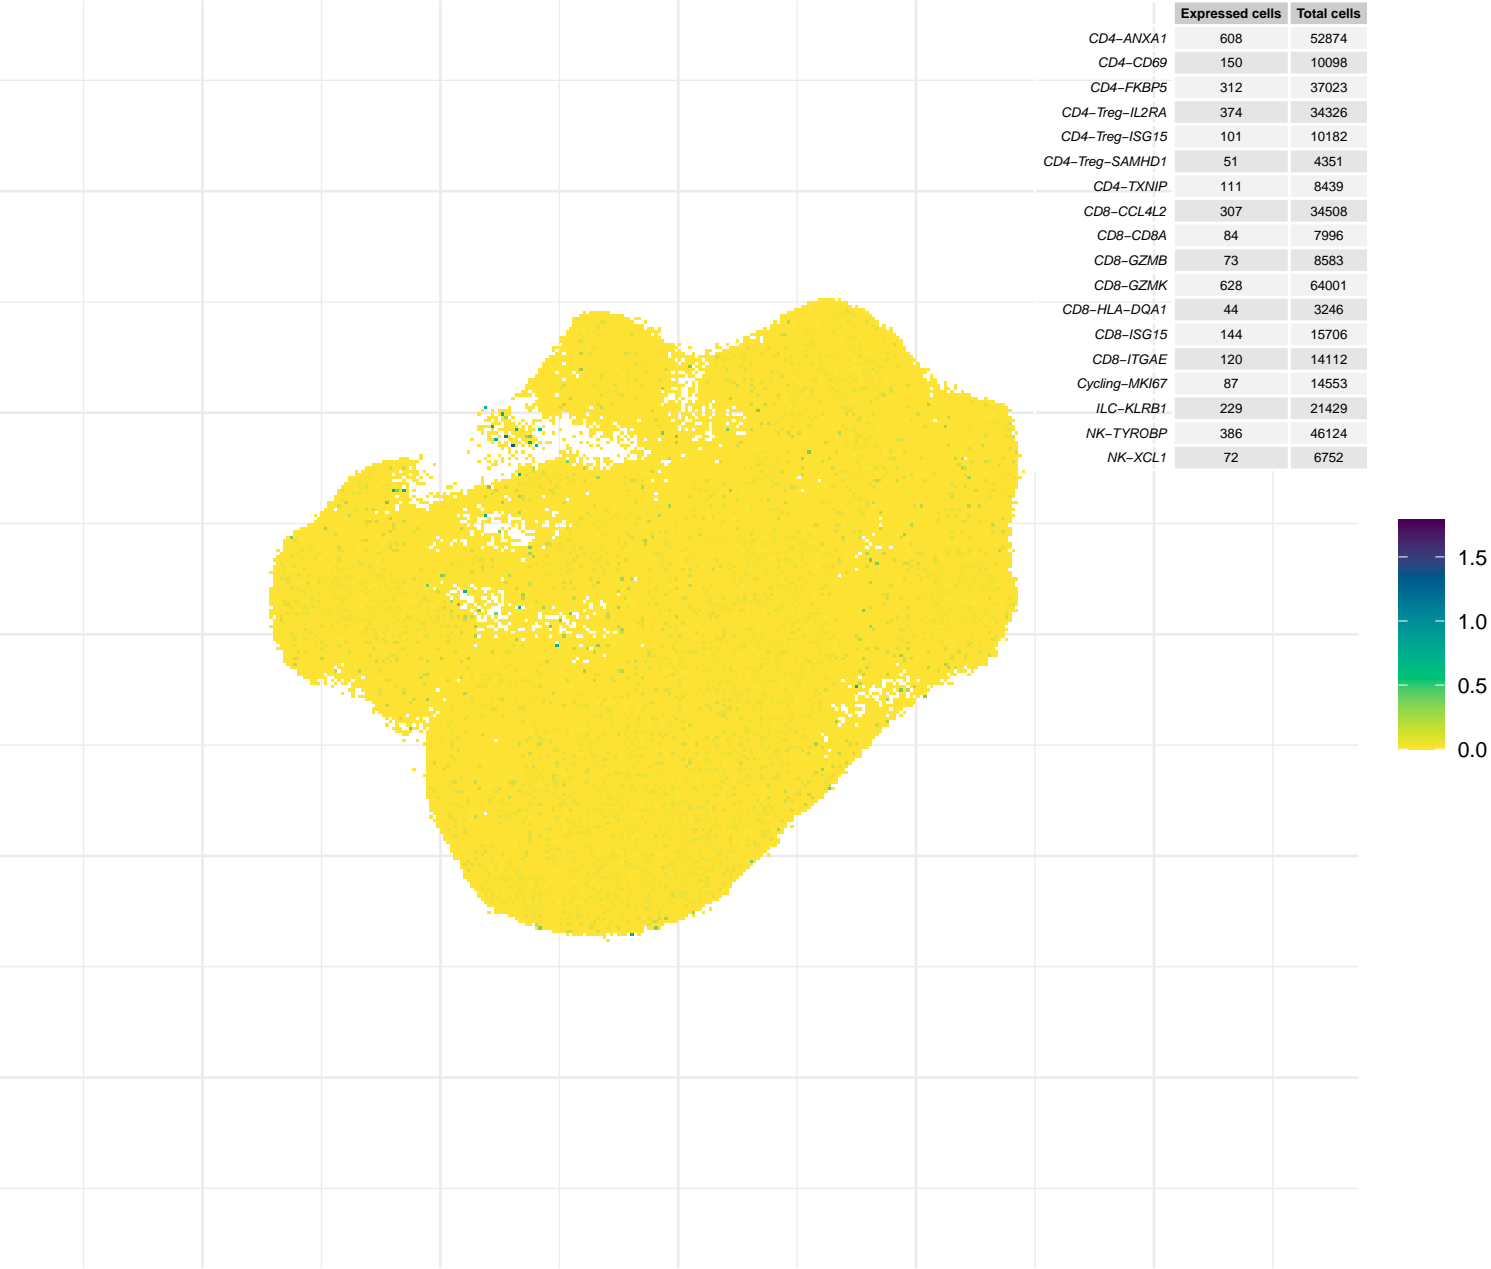 Expressed cells Total cells
CD4−ANXA1 608 52874
CD4−CD69 150 10098
CD4−FKBP5 312 37023
CD4−Treg−IL2RA 374 34326
CD4−Treg−ISG15 101 10182
CD4−Treg−SAMHD1 51 4351
CD4−TXNIP 111 8439
CD8−CCL4L2 307 34508
CD8−CD8A 84 7996
CD8−GZMB 73 8583
CD8−GZMK 628 64001
CD8−HLA−DQA1 44 3246
CD8−ISG15 144 15706
CD8−ITGAE 120 14112
Cycling−MKI67 87 14553
ILC−KLRB1 229 21429
NK−TYROBP 386 46124
NK−XCL1 72 6752
1.5
1.0
0.5
0.0